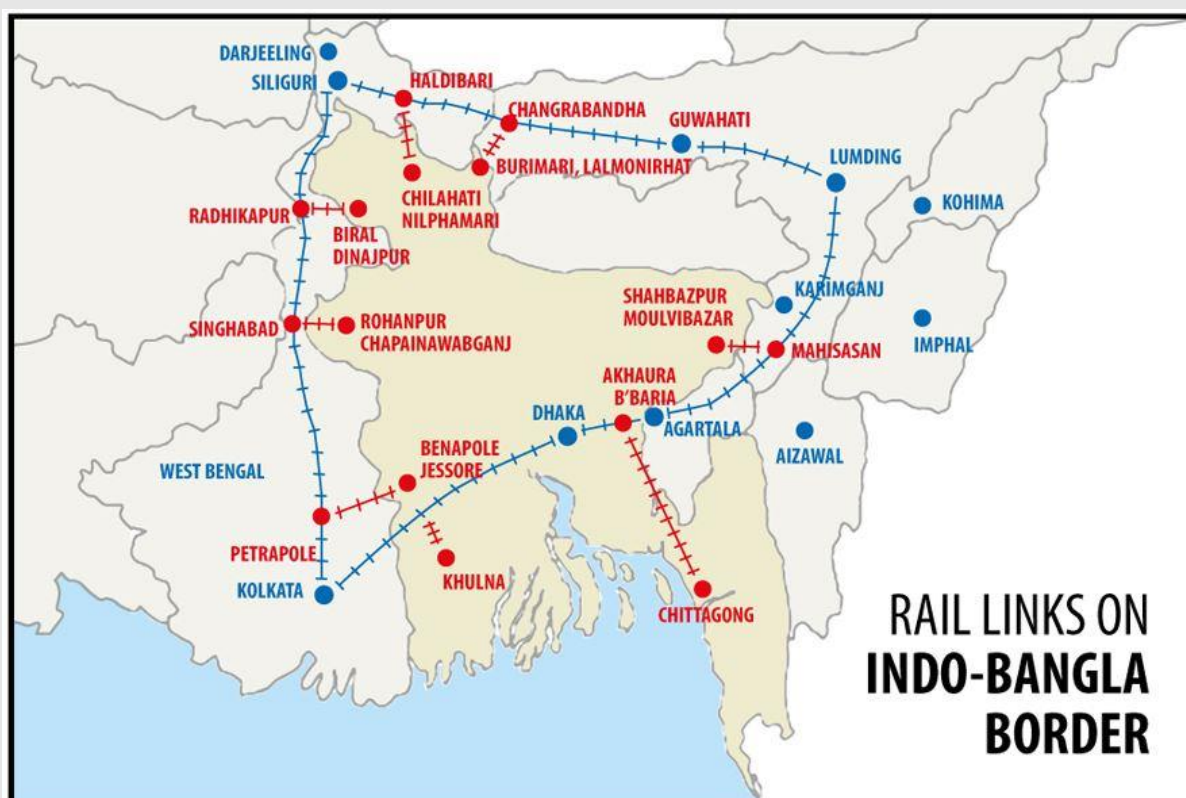 DARJEELING
SILIGURI
HALDIBARI
CHANGRABANDHA
GUWAHATI
BURIMARI, LALMONIRHAT
LUMDING
CHILAHATI
NILPHAMARI
KOHIMA
RADHIKAPUR
BIRAL
DINAJPUR
KARIMGANJ
SHAHBAZPUR
MOULVIBAZAR
SINGHABAD
ROHANPUR
CHAPAINAWABGANJ
IMPHAL
MAHISASAN
AKHAURA
B'BARIA
DHAKA
AGARTALA
BENAPOLE
JESSORE
AIZAWAL
WEST BENGAL
PETRAPOLE
KHULNA
KOLKATA
CHITTAGONG
RAIL LINKS ON
INDO-BANGLA
BORDER